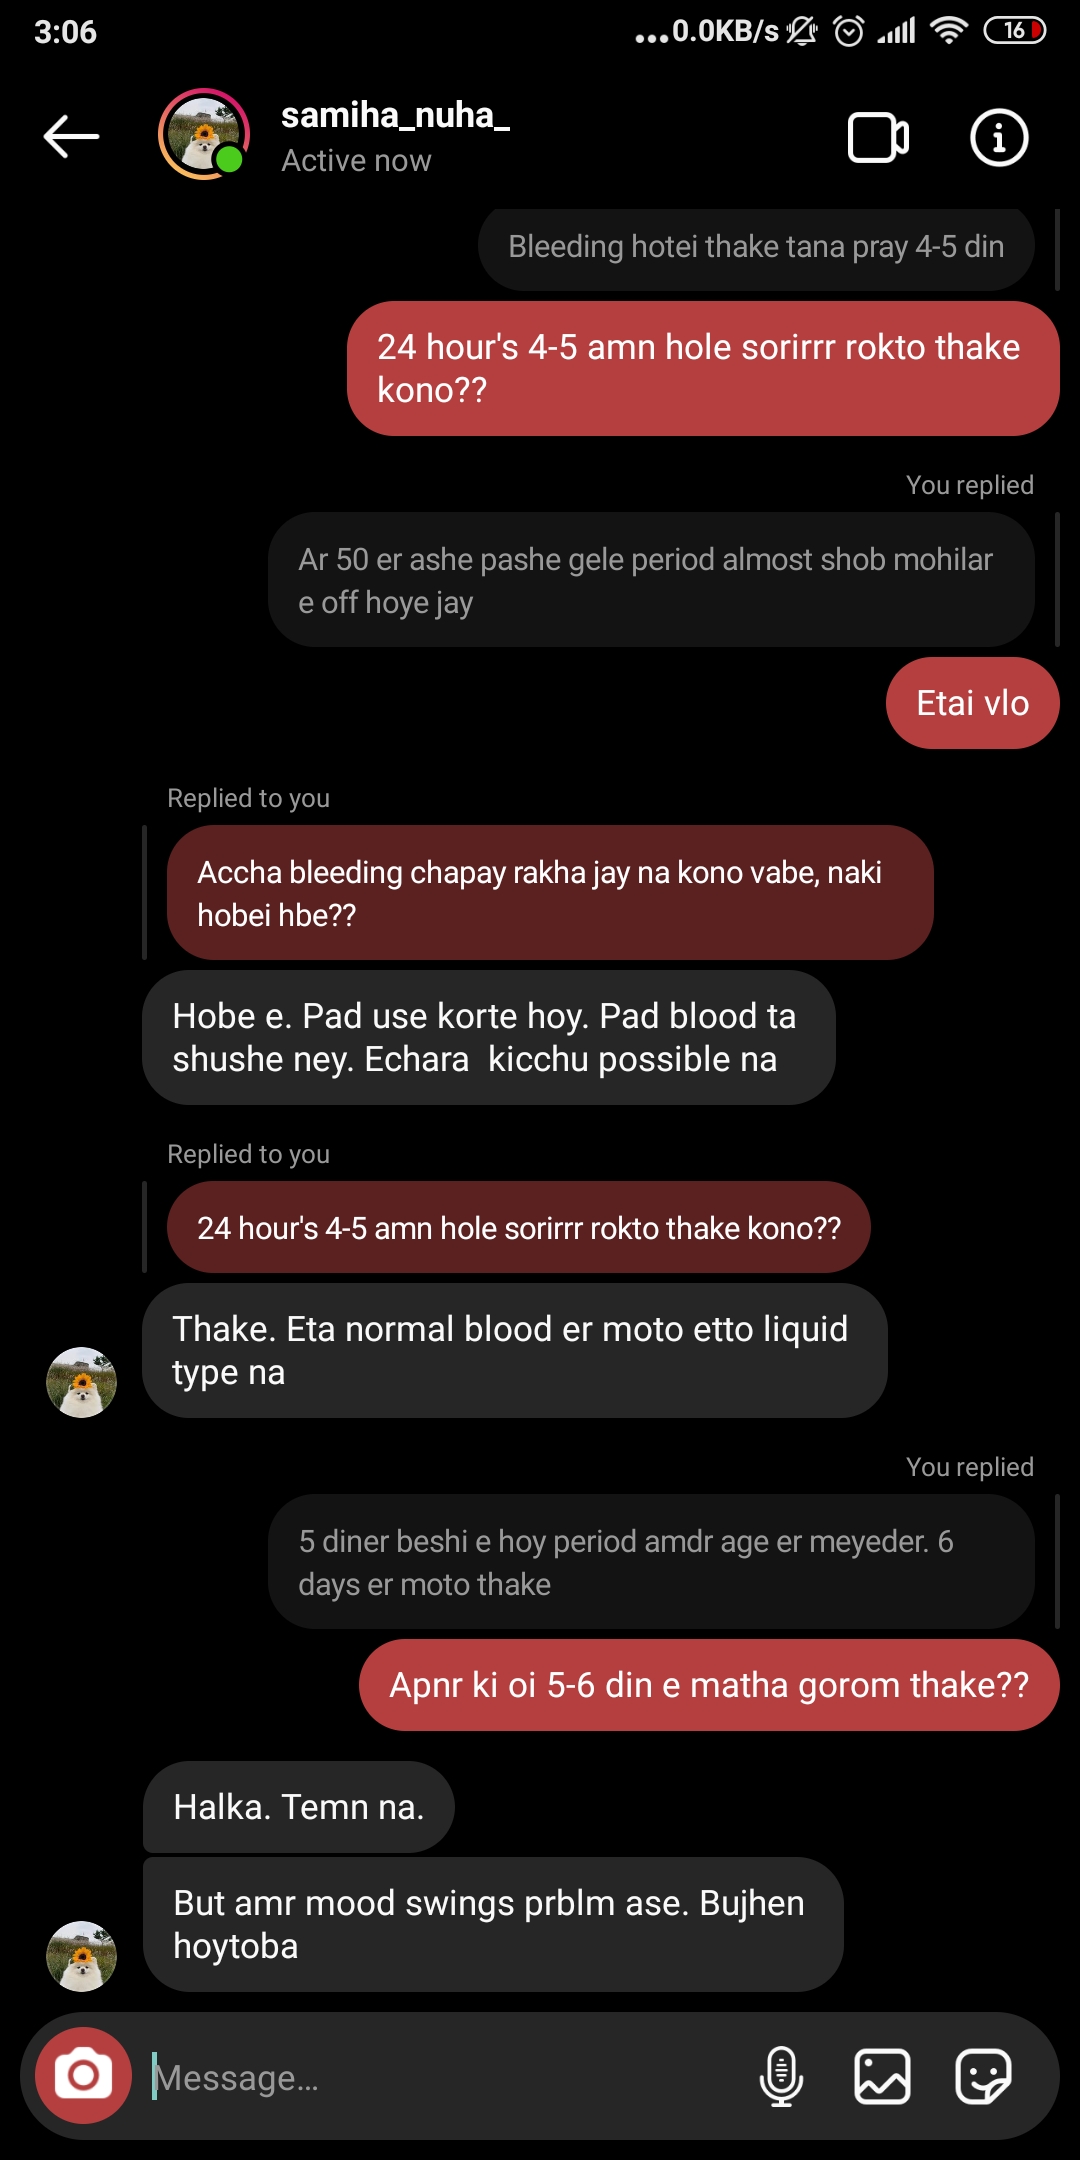 3:06
...0.0KB/s
16
samiha_nuha_
Active now
Bleeding hotei thake tana pray 4-5 din
24 hour's 4-5 amn hole sorirrr rokto thake
kono??
You replied
Ar 50 er ashe pashe gele period almost shob mohilar
e off hoye jay
Etai vlo
Replied to you
Accha bleeding chapay rakha jay na kono vabe, naki
hobei hbe??
Hobe e. Pad use korte hoy. Pad blood ta
shushe ney. Echara  kicchu possible na
Replied to you
24 hour's 4-5 amn hole sorirrr rokto thake kono??
Thake. Eta normal blood er moto etto liquid
type na
You replied
5 diner beshi e hoy period amdr age er meyeder. 6
days er moto thake
Apnr ki oi 5-6 din e matha gorom thake??
Halka. Temn na.
But amr mood swings prblm ase. Bujhen
hoytoba
Message...